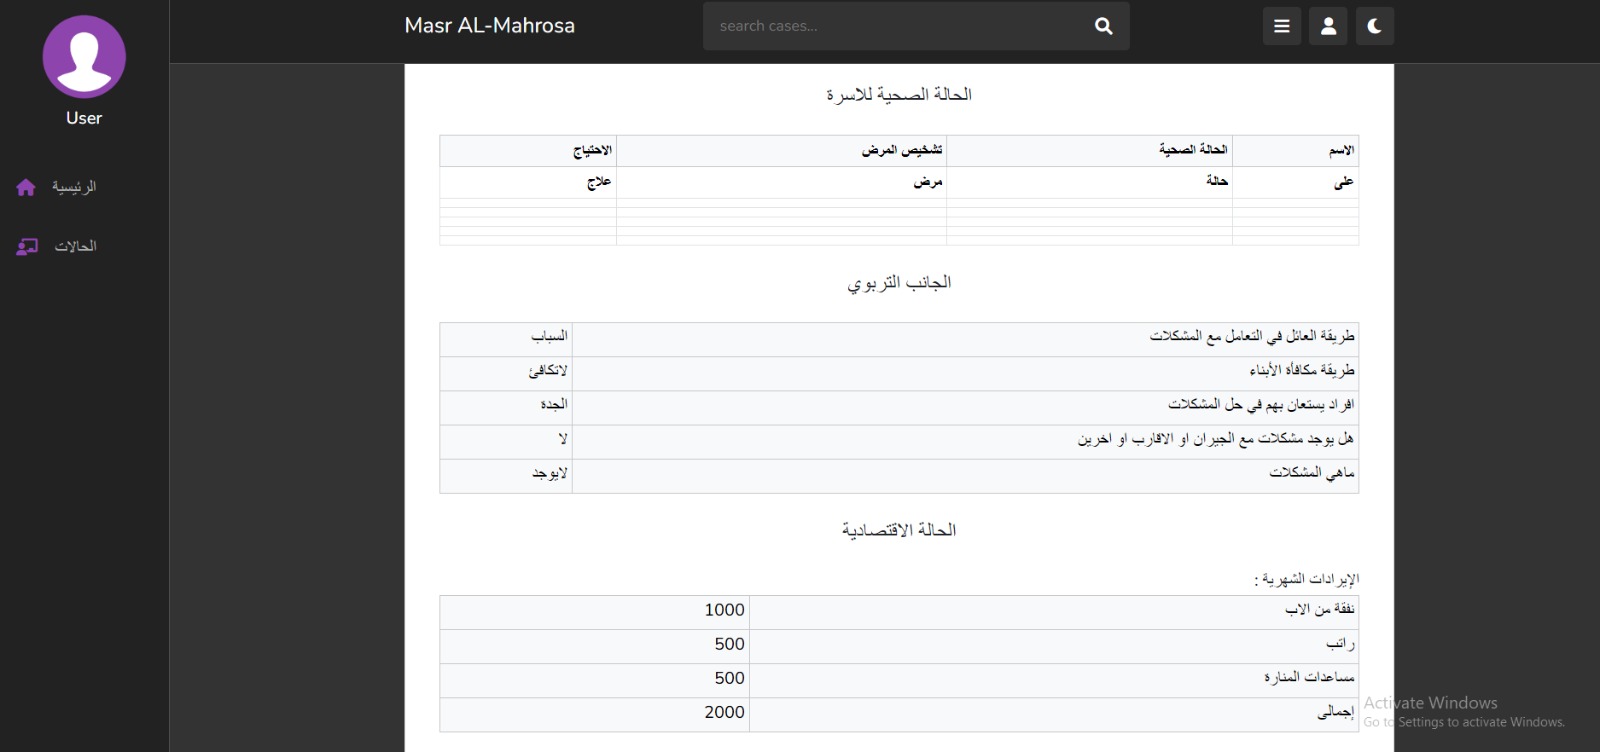 Masr AL-Mahrosa
search cases...
User
الرئيسية
الحالات
الحالة الصحية للاسرة
الاسم الحالة الصحية تشخيص المرض الاحتياج
على حالة مرض علاج
الجانب التربوي
طريقة العائل في التعامل مع المشكلات السباب
طريقة مكافأة الأبناء لاتكافئ
افراد يستعان بهم في حل المشكلات الجدة
هل يوجد مشكلات مع الجيران او الاقارب او اخرين لا
ماهي المشكلات لايوجد
الحالة الاقتصادية
الإيرادات الشهرية :
نفقة من الاب 1000
راتب 500
مساعدات المنارة 500
إجمالى 2000
Activate Windows
Go to Settings to activate Windows.